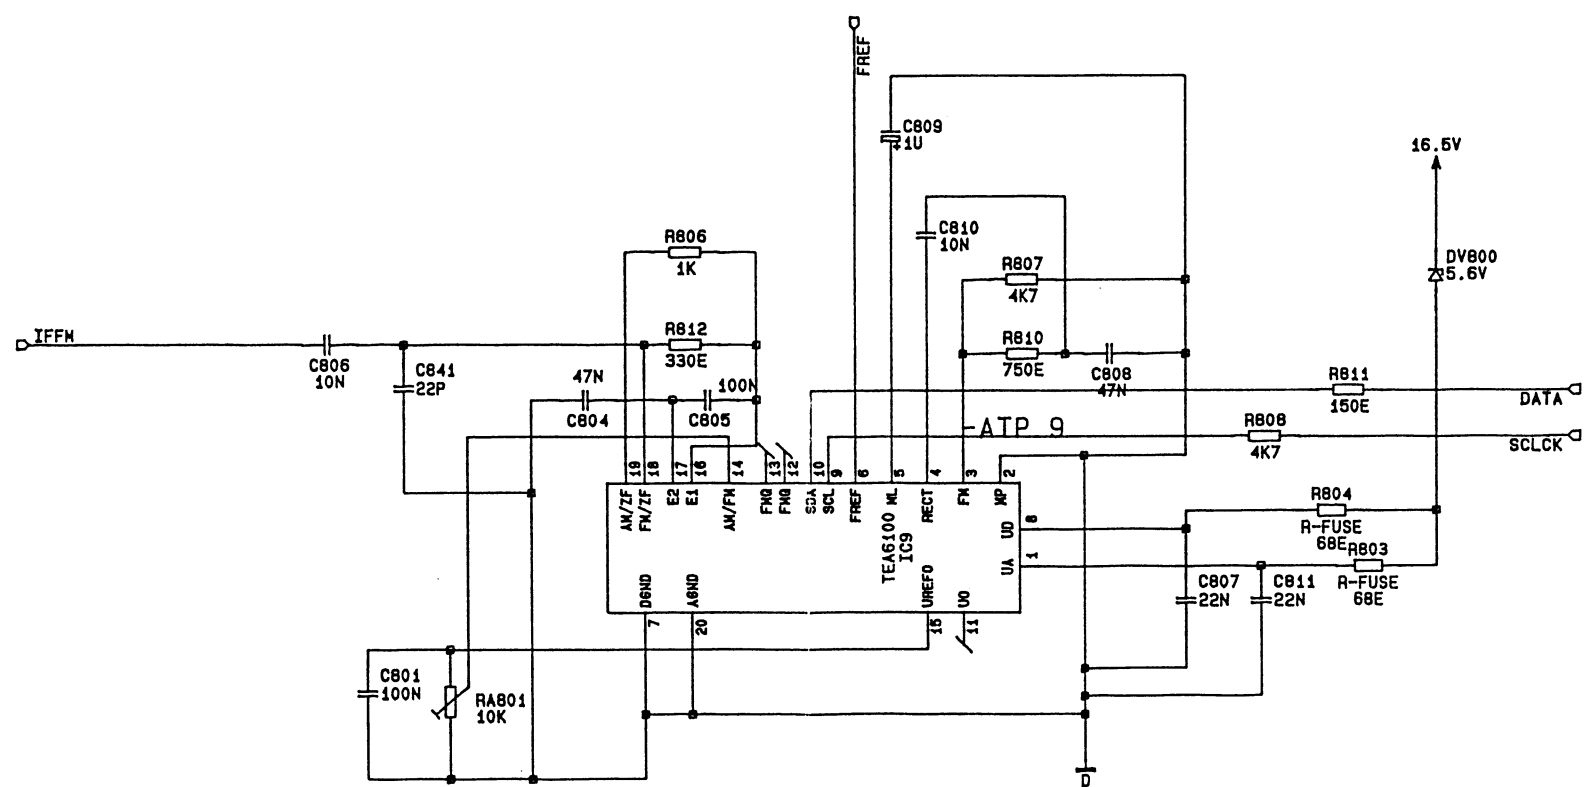 FREF
C809
+1U
16.5V
C810
10N
R806
1K
R807
4K7
DV800
5.6V
IFFM
R812
330E
R810
750E
C808
47N
C806
10N
C841
22P
47N
C804
100N
C805
R811
150E
DATA
ATP 9
R808
4K7
SCLCK
19
18
17
16
14
13
12
10
9
6
5
4
3
2
AM/ZF
FM/ZF
E2
E1
AM/FM
FMQ
FMQ
SDA
SCL
FREF
ML
RECT
FM
MP
TEA6100
IC9
UD
8
UA
1
R804
R-FUSE
68E
R803
R-FUSE
68E
C807
22N
C811
22N
DGND
AGND
UREFO
UO
7
20
15
11
C801
100N
RA801
10K
D